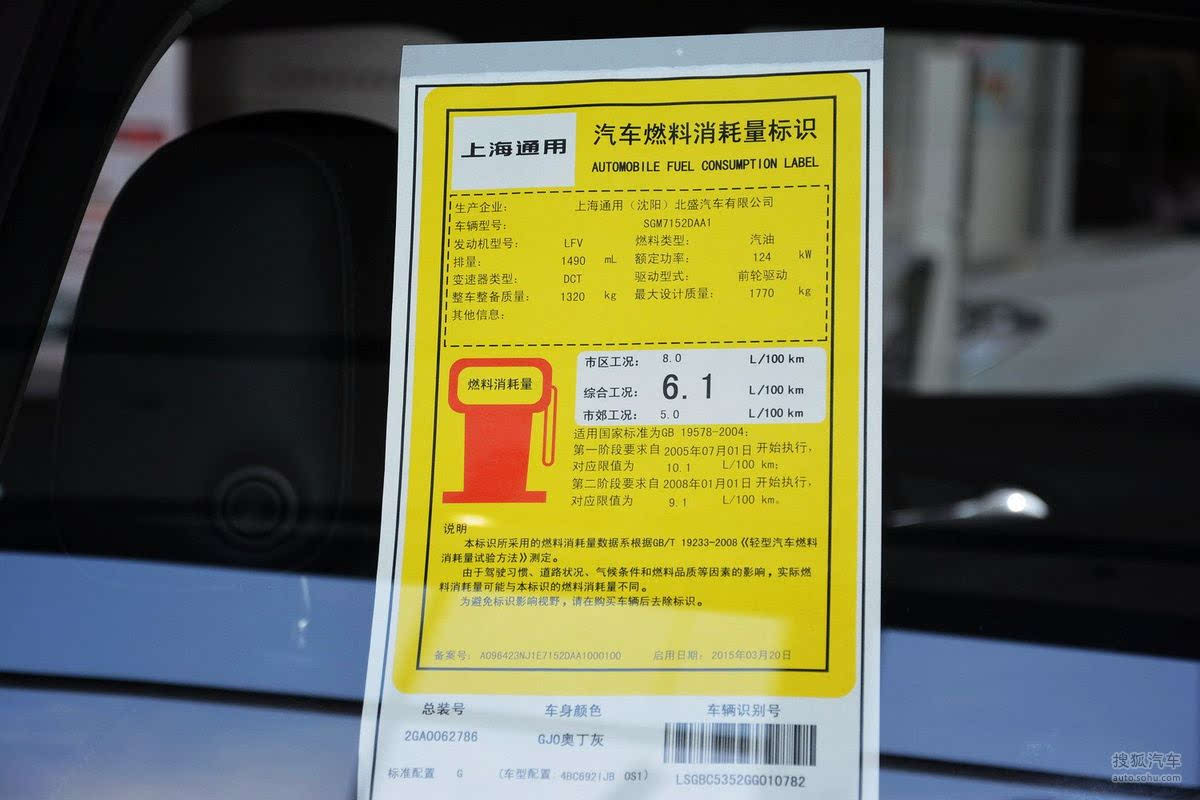 上海通用
汽车燃料消耗量标识
AUTOMOBILE FUEL CONSUMPTION LABEL
生产企业: 上海通用（沈阳）北盛汽车有限公司
车辆型号: SGM7152DAA1
发动机型号: LFV 燃料类型: 汽油
排量: 1490 mL 额定功率: 124 kW
变速器类型: DCT 驱动型式: 前轮驱动
整车整备质量: 1320 kg 最大设计质量: 1770 kg
其他信息:
燃料消耗量
市区工况: 8.0 L/100 km
综合工况: 6.1 L/100 km
市郊工况: 5.0 L/100 km
适用国家标准为GB 19578-2004;
第一阶段要求自 2005年07月01日 开始执行,
对应限值为 10.1 L/100 km;
第二阶段要求自 2008年01月01日 开始执行,
对应限值为 9.1 L/100 km。
说明
本标识所采用的燃料消耗量数据系根据GB/T 19233-2008《轻型汽车燃料
消耗量试验方法》测定。
由于驾驶习惯、道路状况、气候条件和燃料品质等因素的影响，实际燃
料消耗量可能与本标识的燃料消耗量不同。
为避免标识影响视野，请在购买车辆后去除标识。
备案号: A096423NJ1E7152DAA1000100 启用日期: 2015年03月20日
总装号 车身颜色 车辆识别号
2GA0062786 GJ0奥丁灰
标准配置 G (车型配置 4BC6921JB 0S1) LSGBC5352GG010782
搜狐汽车
auto.sohu.com